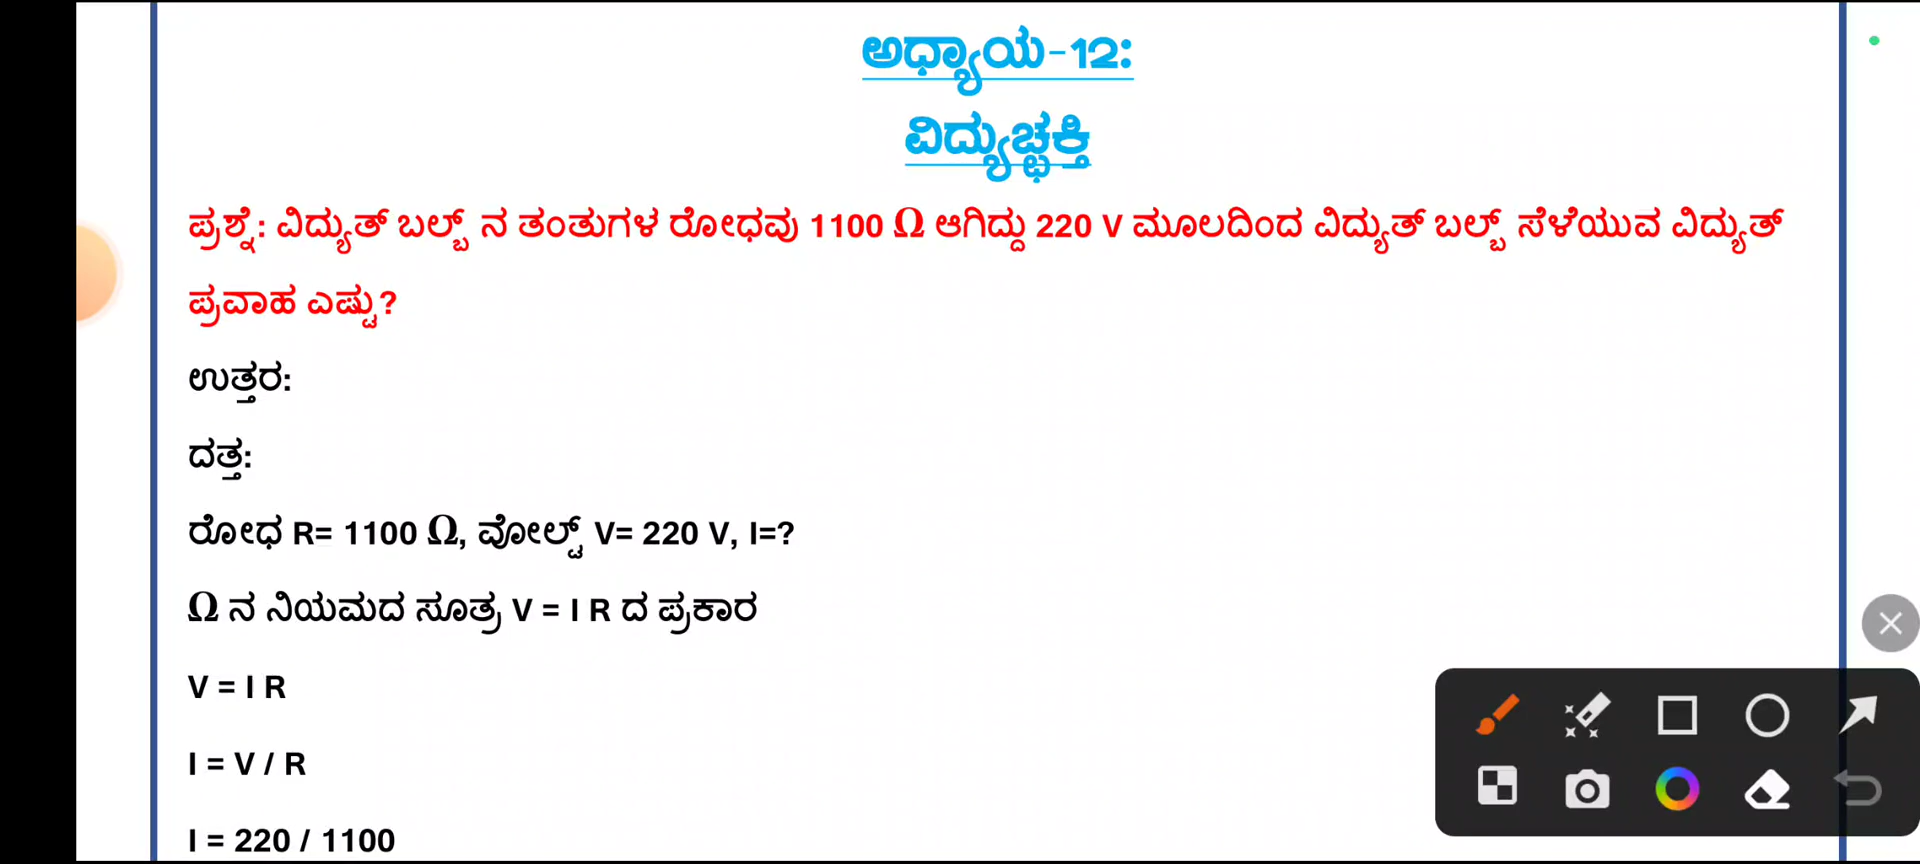 ಅಧ್ಯಾಯ-12:
ವಿದ್ಯುಚ್ಛಕ್ತಿ
ಪ್ರಶ್ನೆ: ವಿದ್ಯುತ್ ಬಲ್ಬ್ ನ ತಂತುಗಳ ರೋಧವು 1100 Ω ಆಗಿದ್ದು 220 V ಮೂಲದಿಂದ ವಿದ್ಯುತ್ ಬಲ್ಬ್ ಸೆಳೆಯುವ ವಿದ್ಯುತ್
ಪ್ರವಾಹ ಎಷ್ಟು?
ಉತ್ತರ:
ದತ್ತ:
ರೋಧ R= 1100 Ω, ವೋಲ್ಟ್ V= 220 V, I=?
Ω ನ ನಿಯಮದ ಸೂತ್ರ V = I R ದ ಪ್ರಕಾರ
V = I R
I = V / R
I = 220 / 1100